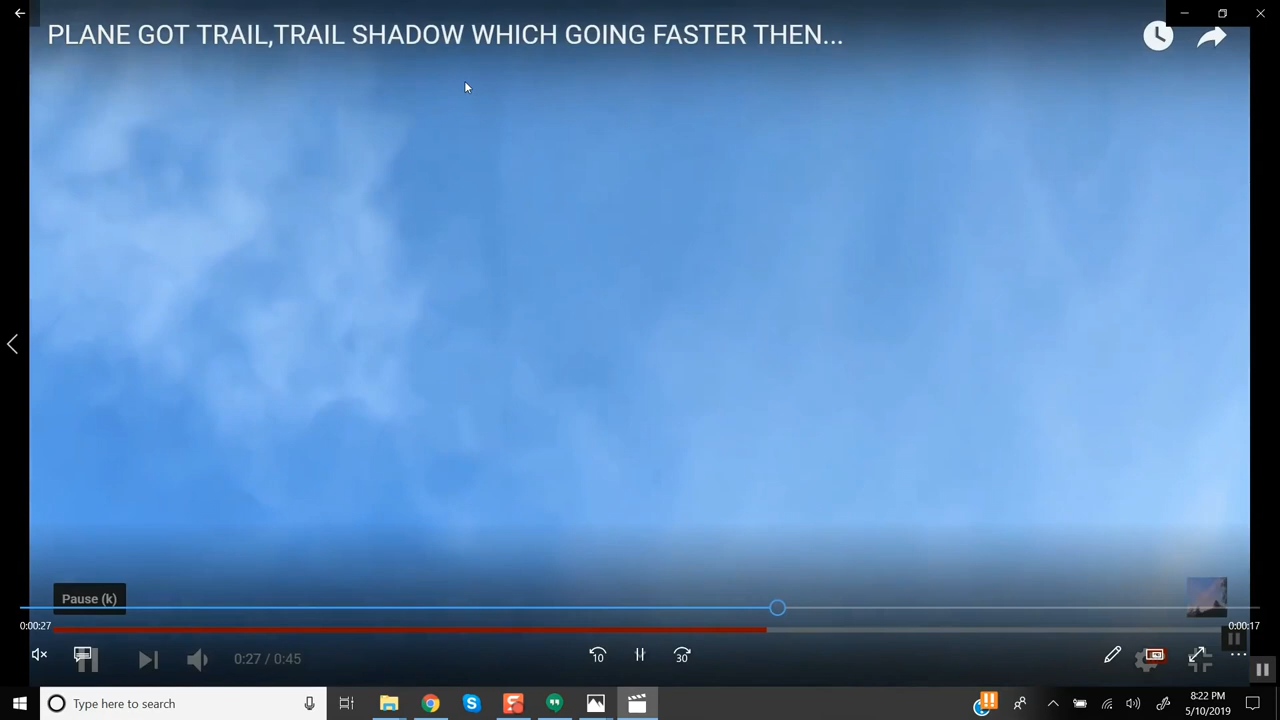 PLANE GOT TRAIL,TRAIL SHADOW WHICH GOING FASTER THEN...
Pause (k)
0:00:27
0:00:17
10
30
0:27 / 0:45
Type here to search
8:22 PM
5/10/2019